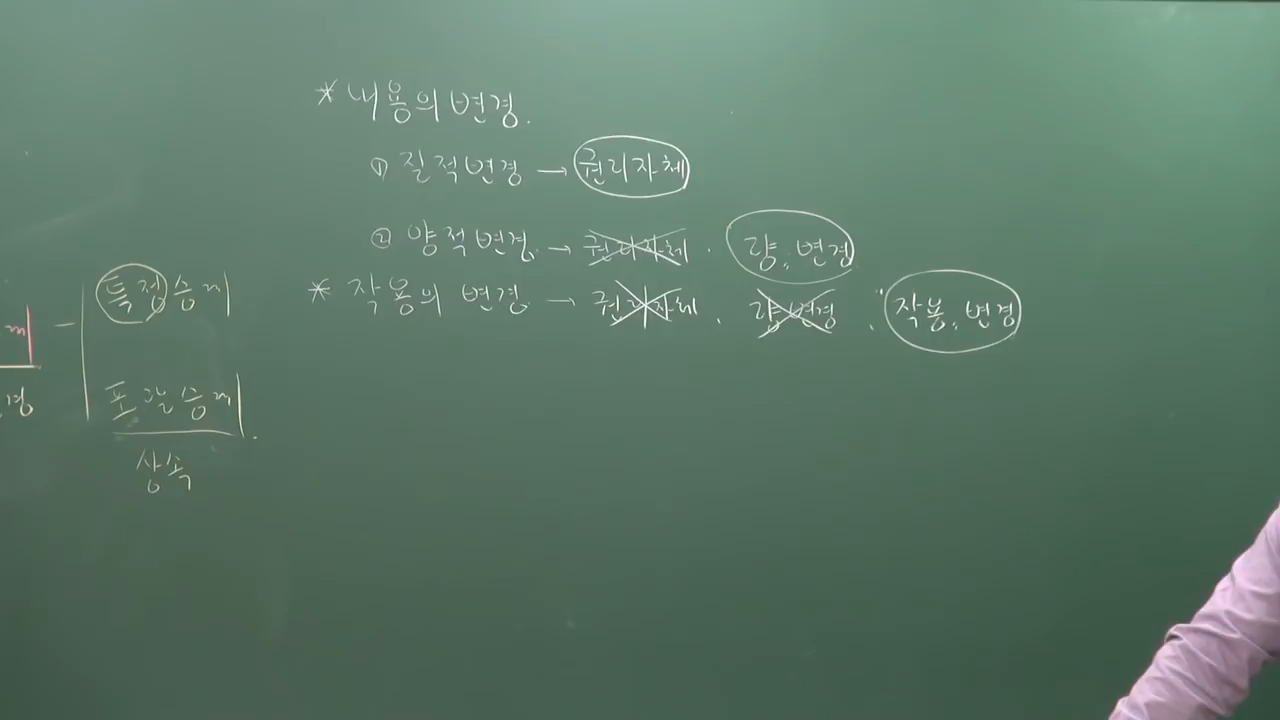 * 내용의 변경.
① 질적변경 → 권리자체
② 양적변경. → 권리자체. 량. 변경
* 작용의 변경. → 권리자체. 량 변경. 작용. 변경
특정승계
포괄승계
상속